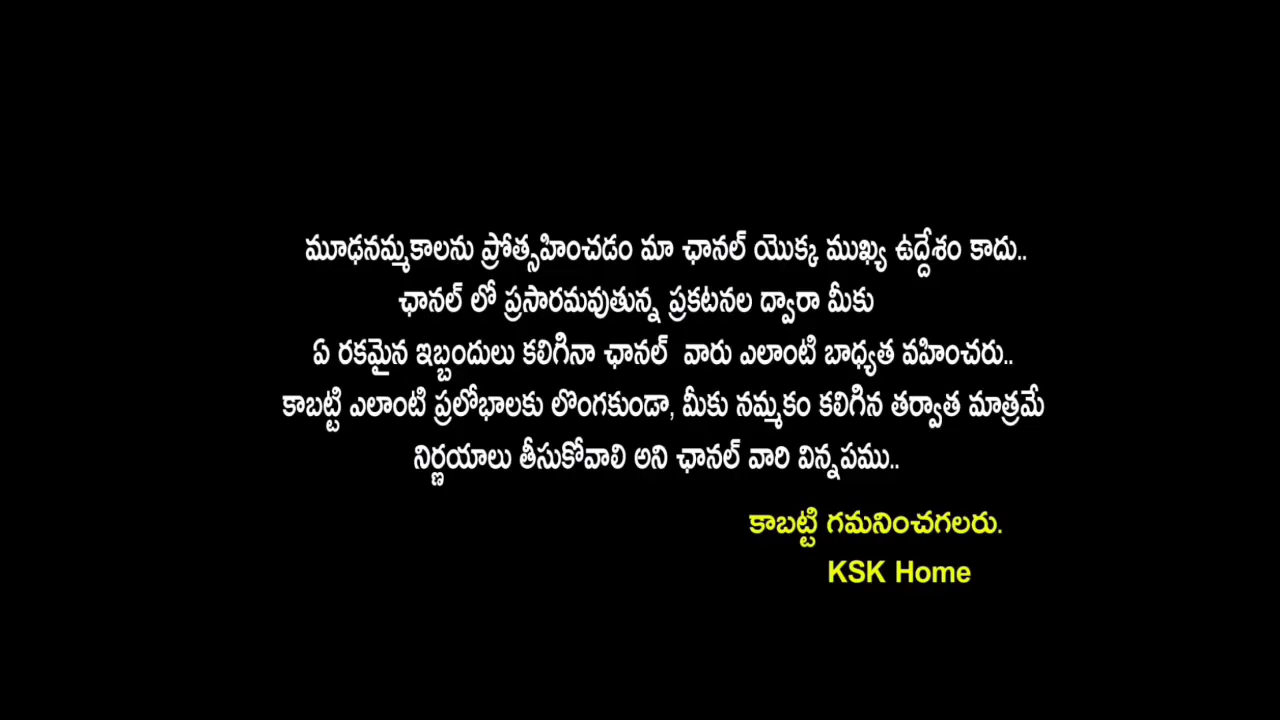 మూఢనమ్మకాలను ప్రోత్సహించడం మా ఛానల్ యొక్క ముఖ్య ఉద్దేశం కాదు..
ఛానల్ లో ప్రసారమవుతున్న ప్రకటనల ద్వారా మీకు
ఏ రకమైన ఇబ్బందులు కలిగినా ఛానల్ వారు ఎలాంటి బాధ్యత వహించరు..
కాబట్టి ఎలాంటి ప్రలోభాలకు లొంగకుండా, మీకు నమ్మకం కలిగిన తర్వాత మాత్రమే
నిర్ణయాలు తీసుకోవాలి అని ఛానల్ వారి విన్నపము..
కాబట్టి గమనించగలరు.
KSK Home